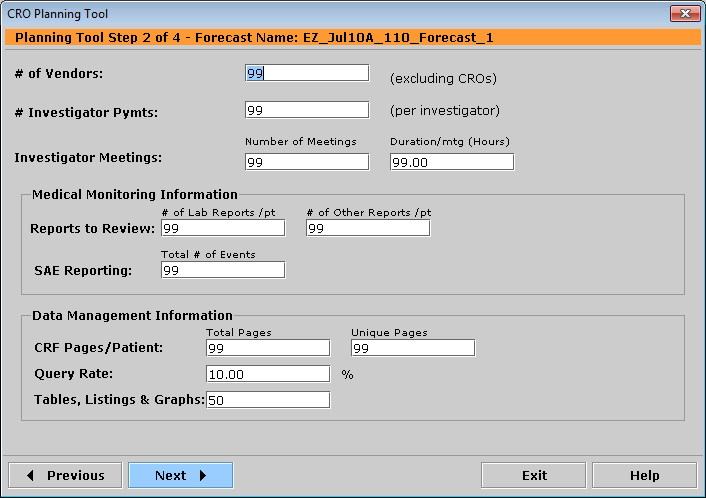 CRO Planning Tool
Planning Tool Step 2 of 4 - Forecast Name: EZ_Jul10A_110_Forecast_1
# of Vendors: 99 (excluding CROs)
# Investigator Pymts: 99 (per investigator)
Number of Meetings Duration/mtg (Hours)
Investigator Meetings: 99 99.00
Medical Monitoring Information
# of Lab Reports /pt # of Other Reports /pt
Reports to Review: 99 99
Total # of Events
SAE Reporting: 99
Data Management Information
Total Pages Unique Pages
CRF Pages/Patient: 99 99
Query Rate: 10.00 %
Tables, Listings & Graphs: 50
Previous Next Exit Help